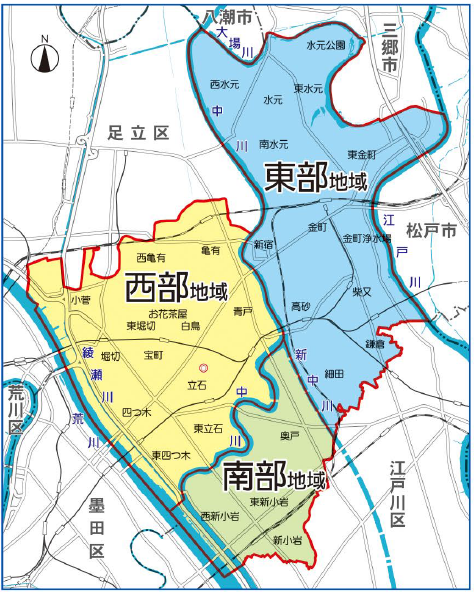 八潮市
大場川
水元公園
三郷市
N
西水元
東水元
水元
中川
足立区
南水元
東金町
東部地域
江戸川
松戸市
金町
金町浄水場
新宿
亀有
西亀有
柴又
西部地域
小菅
高砂
青戸
お花茶屋
東堀切
白鳥
鎌倉
新中川
綾瀬川
堀切
宝町
細田
立石
中川
荒川区
荒川
四つ木
東立石
奥戸
東四つ木
南部地域
江戸川区
墨田区
東新小岩
西新小岩
新小岩